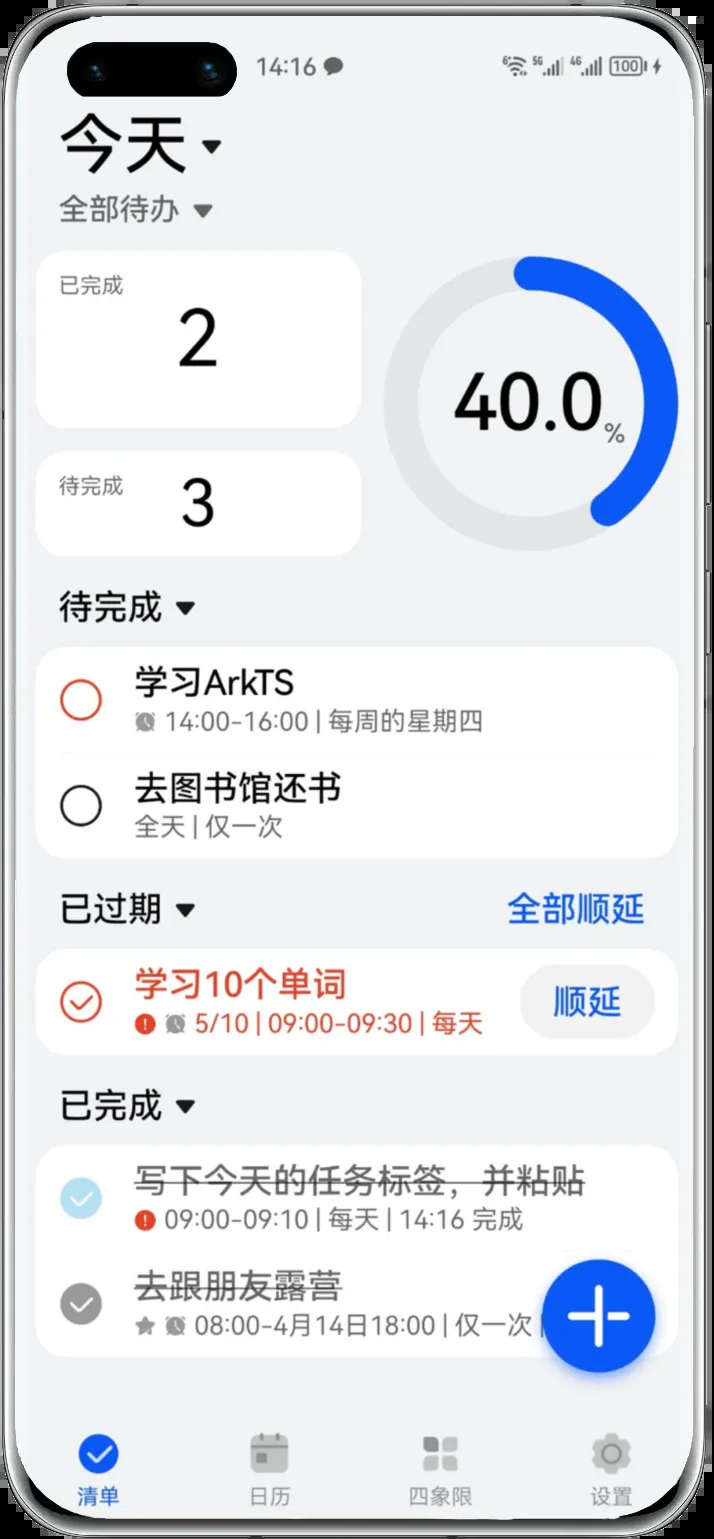 14:16
5G 4G 100
今天
全部待办
已完成
2
待完成
3
40.0%
待完成
学习ArkTS
14:00-16:00 | 每周的星期四
去图书馆还书
全天 | 仅一次
已过期
全部顺延
学习10个单词
5/10 | 09:00-09:30 | 每天
顺延
已完成
写下今天的任务标签，并粘贴
09:00-09:10 | 每天 | 14:16 完成
去跟朋友露营
08:00-4月14日18:00 | 仅一次 |
清单
日历
四象限
设置